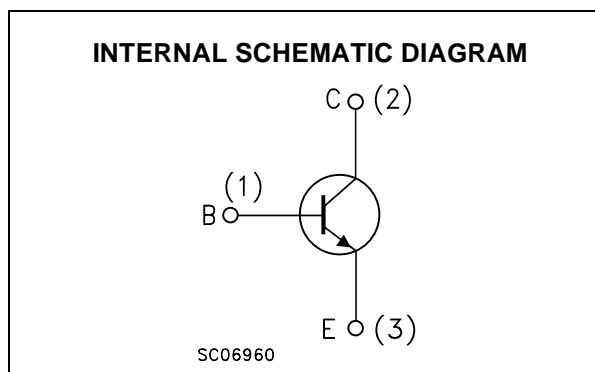 INTERNAL SCHEMATIC DIAGRAM
C (2)
(1)
B
E (3)
SC06960